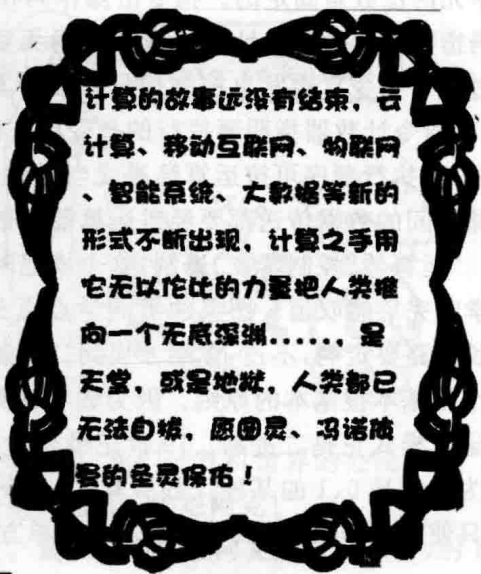 计算的故事远没有结束，云
计算、移动互联网、物联网
、智能系统、大数据等新的
形式不断出现，计算之手用
它无以伦比的力量把人类推
向一个无底深渊……，是
天堂，或是地狱，人类都已
无法自拔，愿图灵、冯诺依
曼的圣灵保佑！